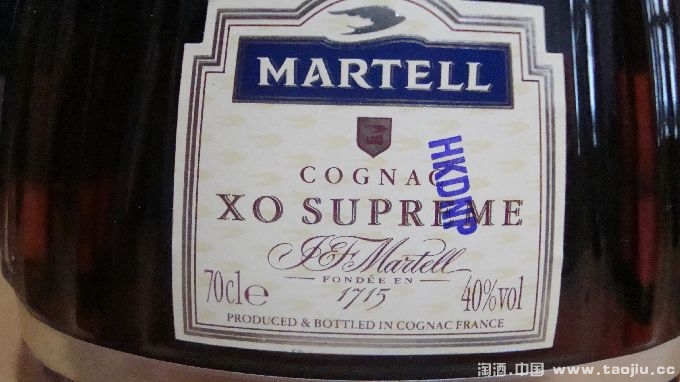 MARTELL
COGNAC
HKDNP
XO SUPREME
J&F Martell
FONDÉE EN
1715
70cl℮
40%vol
PRODUCED & BOTTLED IN COGNAC FRANCE
淘酒.中国 www.taojiu.cc